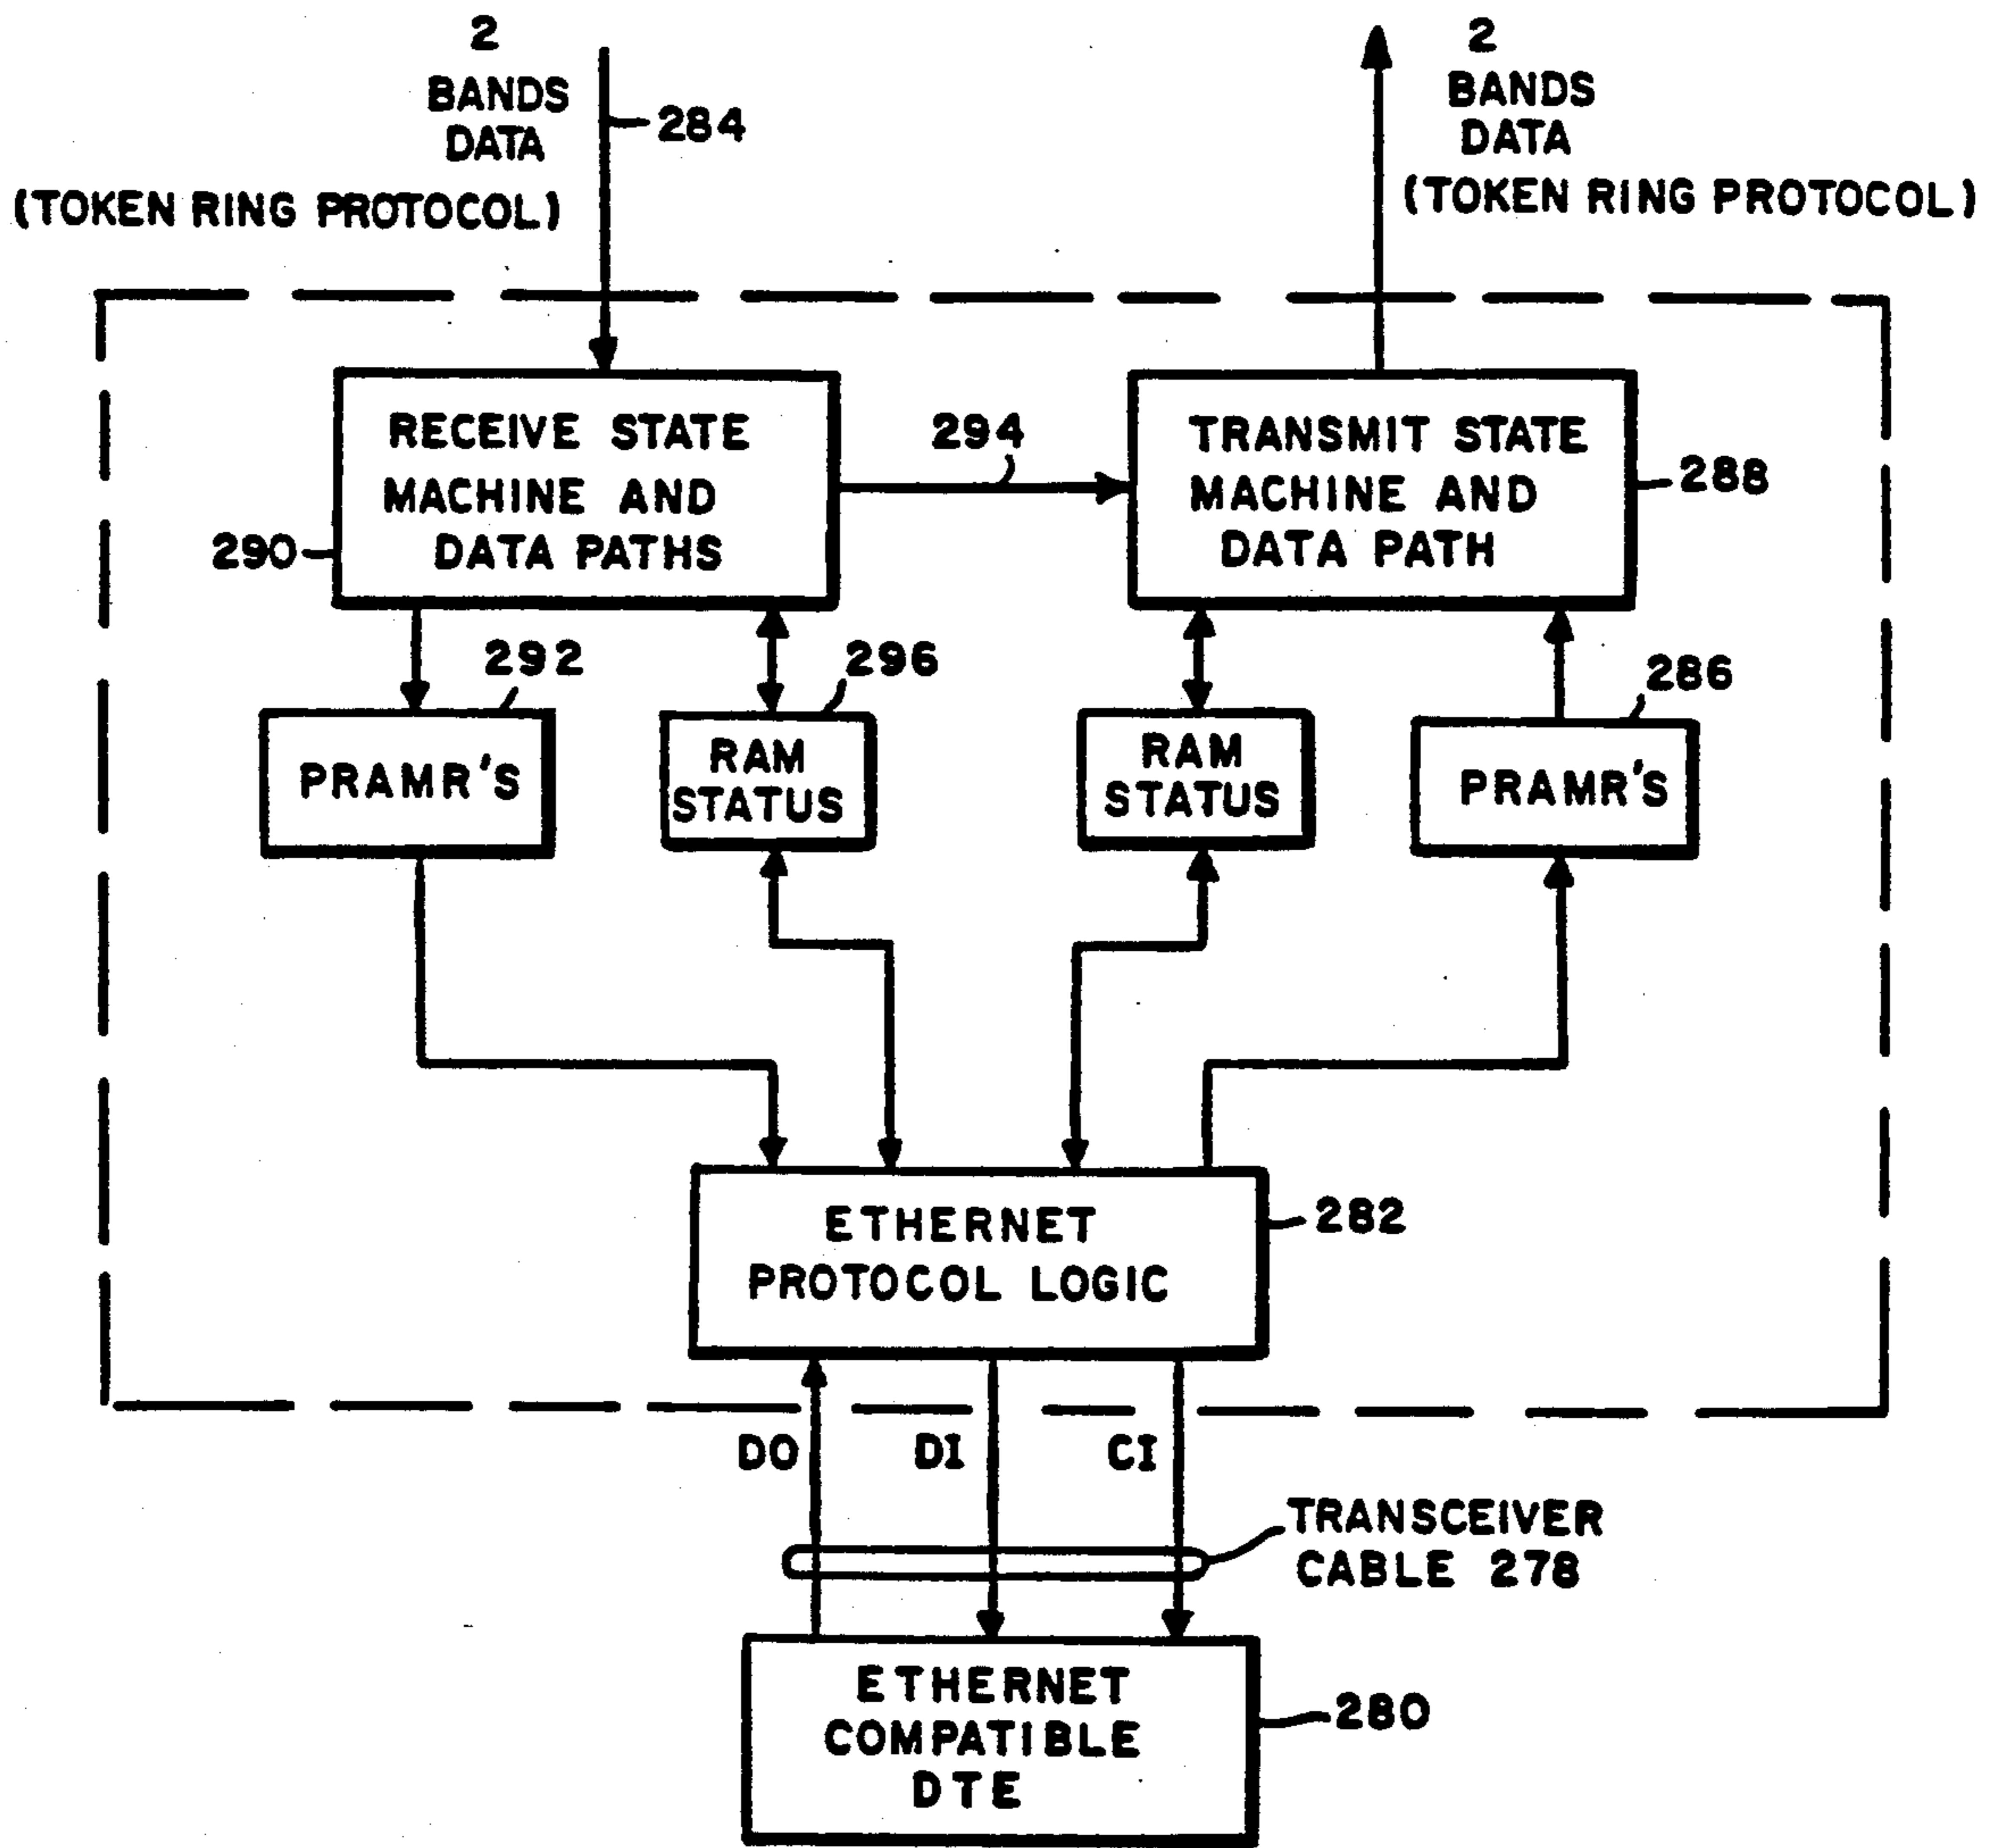 2
BANDS
DATA
(TOKEN RING PROTOCOL)
284
2
BANDS
DATA
(TOKEN RING PROTOCOL)
RECEIVE STATE
MACHINE AND
DATA PATHS
290
294
TRANSMIT STATE
MACHINE AND
DATA PATH
288
292
296
286
PRAMR'S
RAM
STATUS
RAM
STATUS
PRAMR'S
ETHERNET
PROTOCOL LOGIC
282
DO
DI
CI
TRANSCEIVER
CABLE 278
ETHERNET
COMPATIBLE
DTE
280